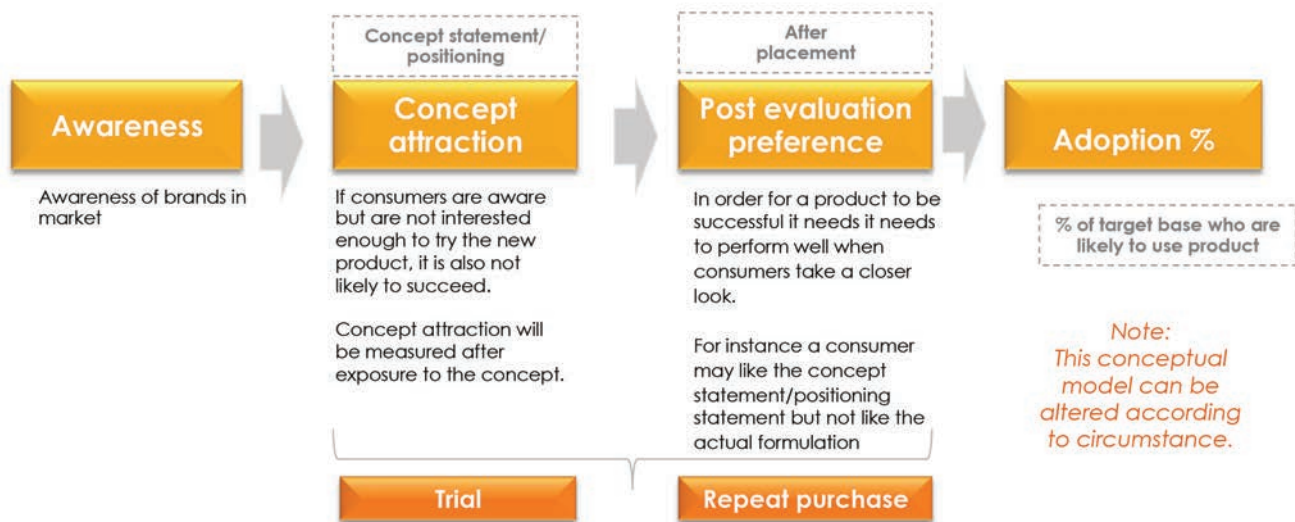 Concept statement/
positioning
After
placement
Awareness
Concept
attraction
Post evaluation
preference
Adoption %
Awareness of brands in
market
If consumers are aware
but are not interested
enough to try the new
product, it is also not
likely to succeed.
Concept attraction will
be measured after
exposure to the concept.
In order for a product to be
successful it needs it needs
to perform well when
consumers take a closer
look.
For instance a consumer
may like the concept
statement/positioning
statement but not like the
actual formulation
% of target base who are
likely to use product
Note:
This conceptual
model can be
altered according
to circumstance.
Trial
Repeat purchase